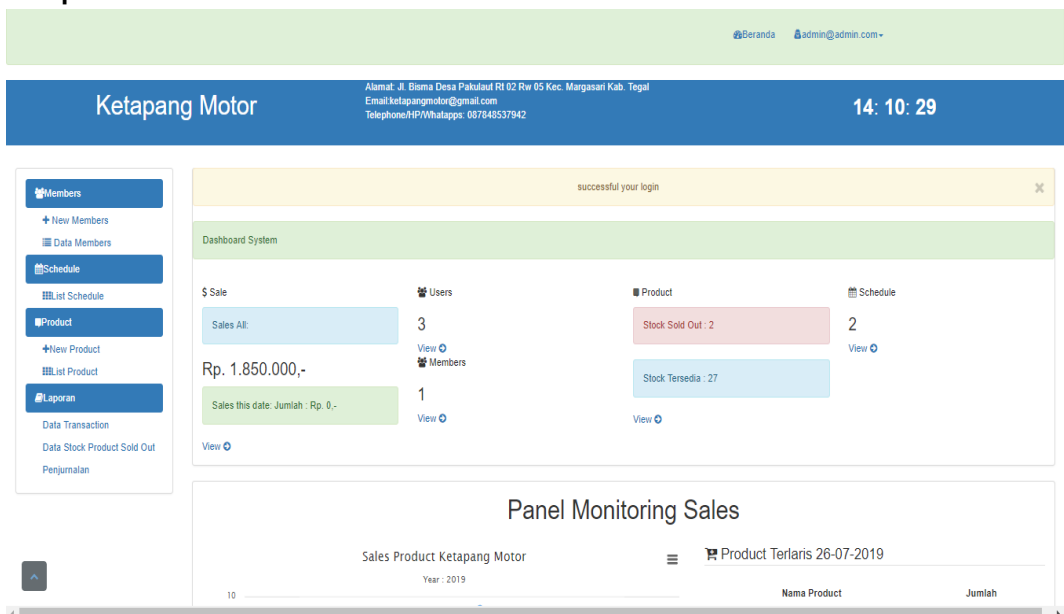 Beranda admin@admin.com
Ketapang Motor
Alamat: Jl. Bisma Desa Pakulaut Rt 02 Rw 05 Kec. Margasari Kab. Tegal
Email:ketapangmotor@gmail.com
Telephone/HP/Whatapps: 087848537942
14: 10: 29
Members
New Members
Data Members
Schedule
List Schedule
Product
New Product
List Product
Laporan
Data Transaction
Data Stock Product Sold Out
Penjurnalan
successful your login
Dashboard System
$ Sale
Sales All:
Rp. 1.850.000,-
Sales this date: Jumlah : Rp. 0,-
View
Users
3
View
Members
1
View
Product
Stock Sold Out : 2
Stock Tersedia : 27
View
Schedule
2
View
Panel Monitoring Sales
Sales Product Ketapang Motor
Year : 2019
10
Product Terlaris 26-07-2019
Nama Product Jumlah